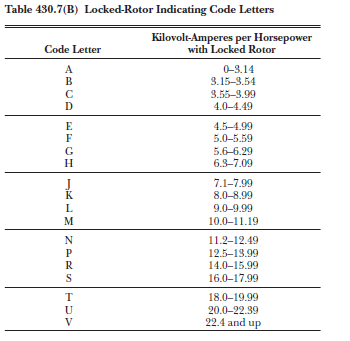 Table 430.7(B) Locked-Rotor Indicating Code Letters
Code Letter Kilovolt-Amperes per Horsepower with Locked Rotor
A 0–3.14
B 3.15–3.54
C 3.55–3.99
D 4.0–4.49
E 4.5–4.99
F 5.0–5.59
G 5.6–6.29
H 6.3–7.09
J 7.1–7.99
K 8.0–8.99
L 9.0–9.99
M 10.0–11.19
N 11.2–12.49
P 12.5–13.99
R 14.0–15.99
S 16.0–17.99
T 18.0–19.99
U 20.0–22.39
V 22.4 and up